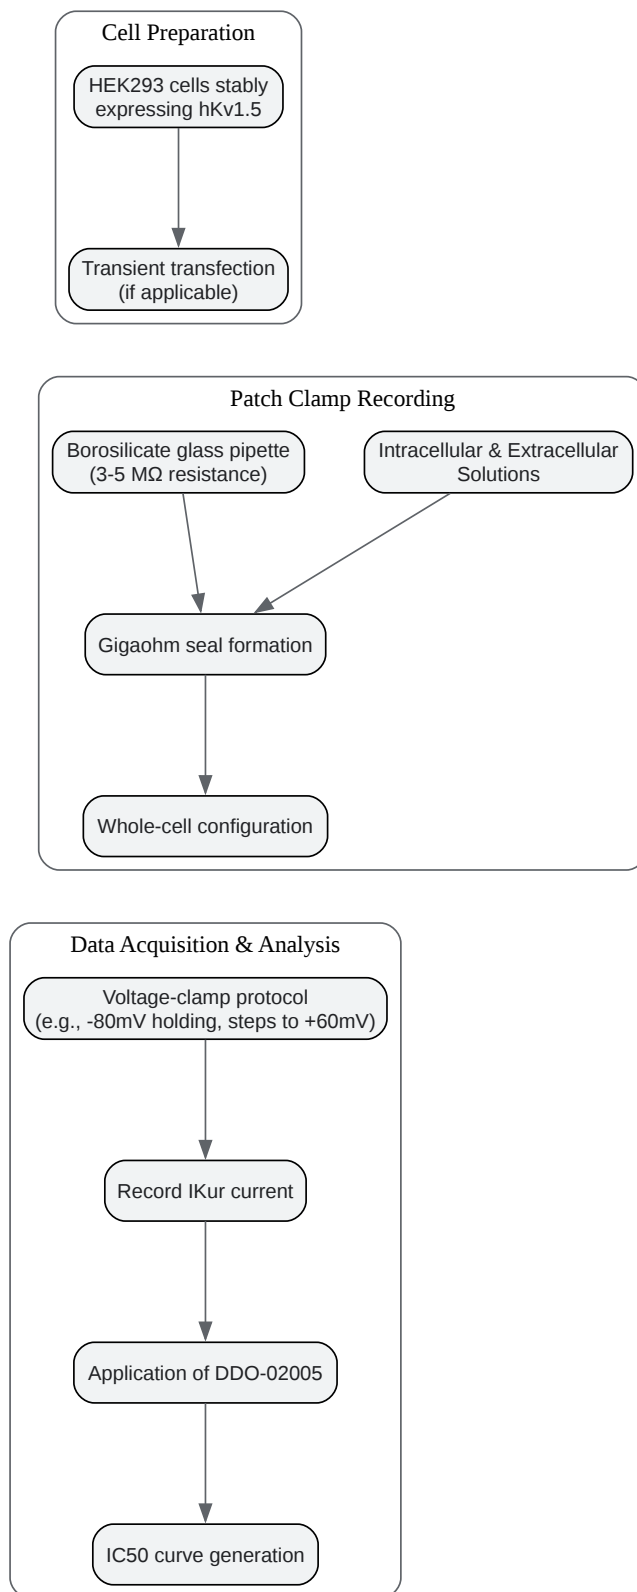 Cell Preparation
HEK293 cells stably
expressing hKv1.5
Transient transfection
(if applicable)
Patch Clamp Recording
Borosilicate glass pipette
(3-5 MΩ resistance)
Intracellular & Extracellular
Solutions
Gigaohm seal formation
Whole-cell configuration
Data Acquisition & Analysis
Voltage-clamp protocol
(e.g., -80mV holding, steps to +60mV)
Record IKur current
Application of DDO-02005
IC50 curve generation